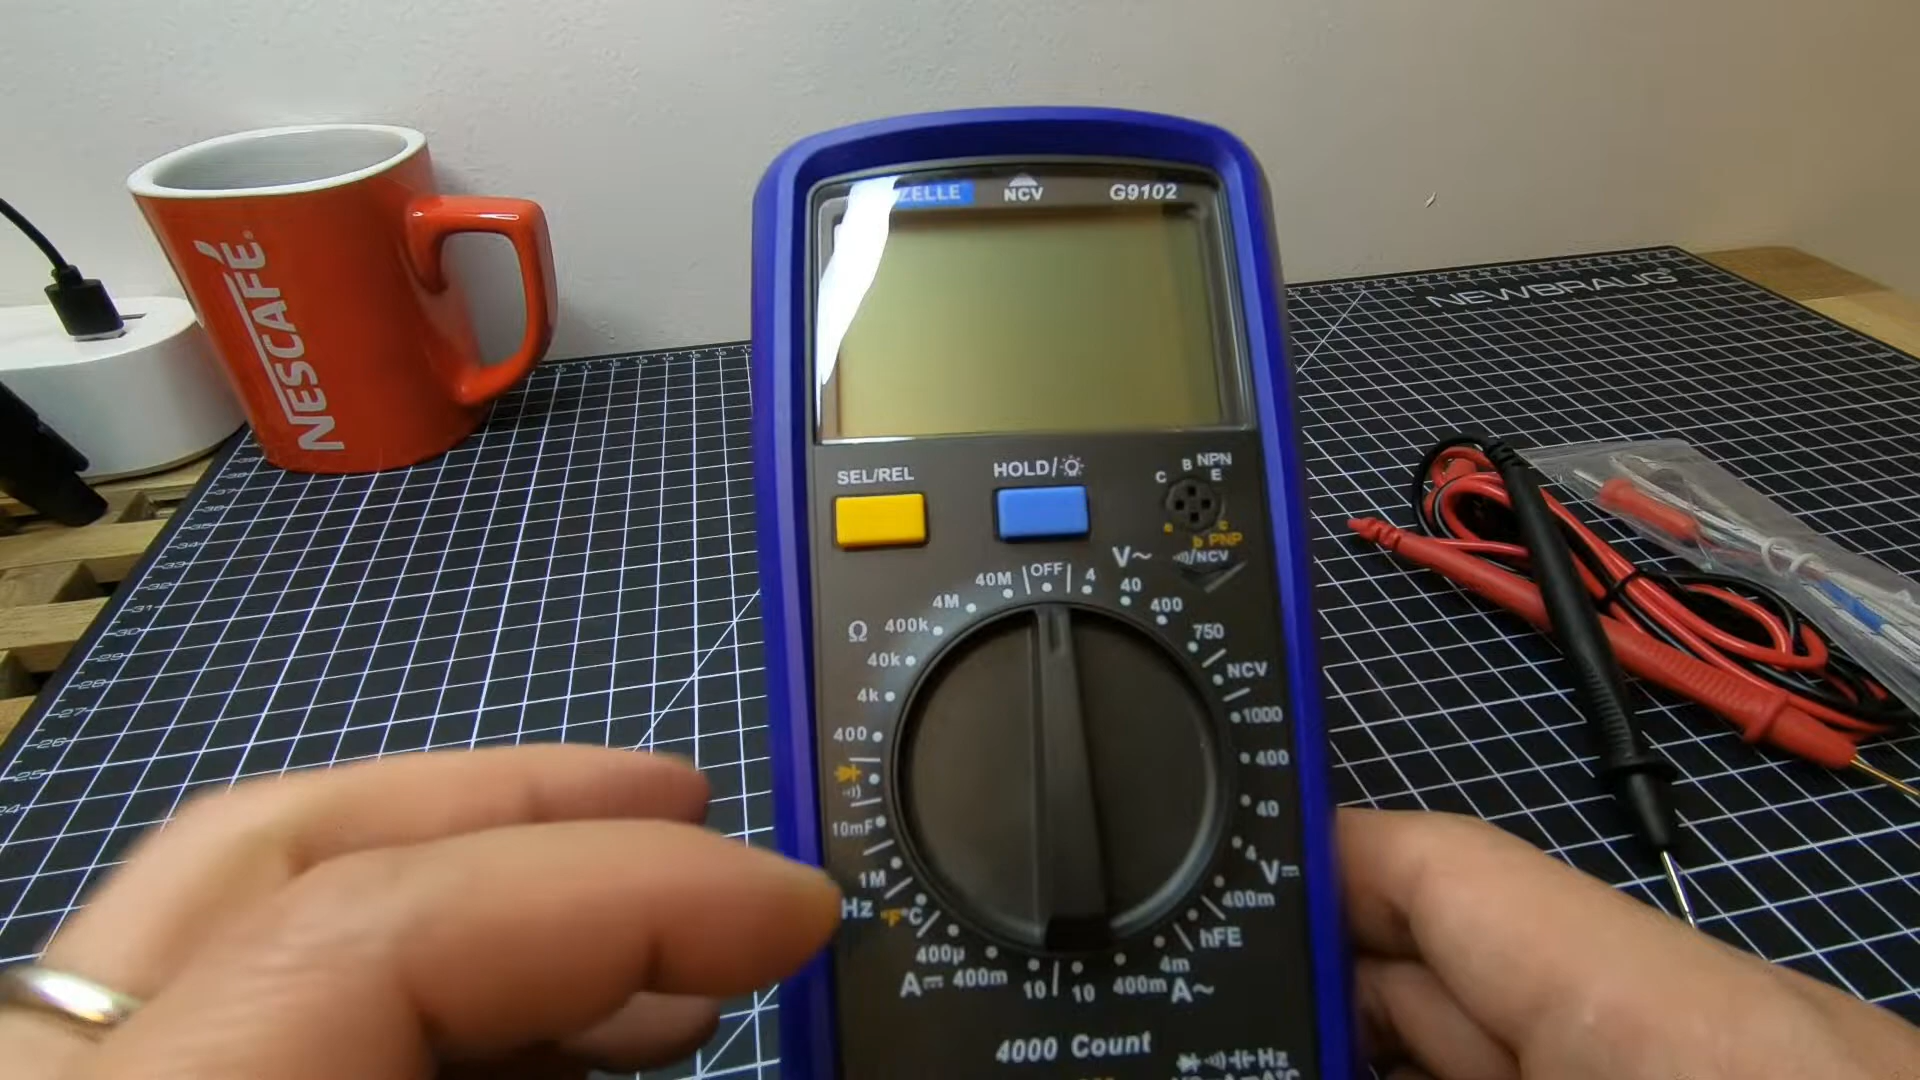 NESCAFÉ
ZELLE NCV G9102
NEWBRAUG
SEL/REL HOLD/
C B NPN
E
e c
b PNP
/NCV
V~
OFF
4
40
400
750
NCV
1000
400
40
4
V
400m
hFE
4m
400m A~
10
10
400m
A
400µ
°F°C
Hz
1M
10mF
400
4k
40k
Ω 400k
4M
40M
4000 Count
Hz